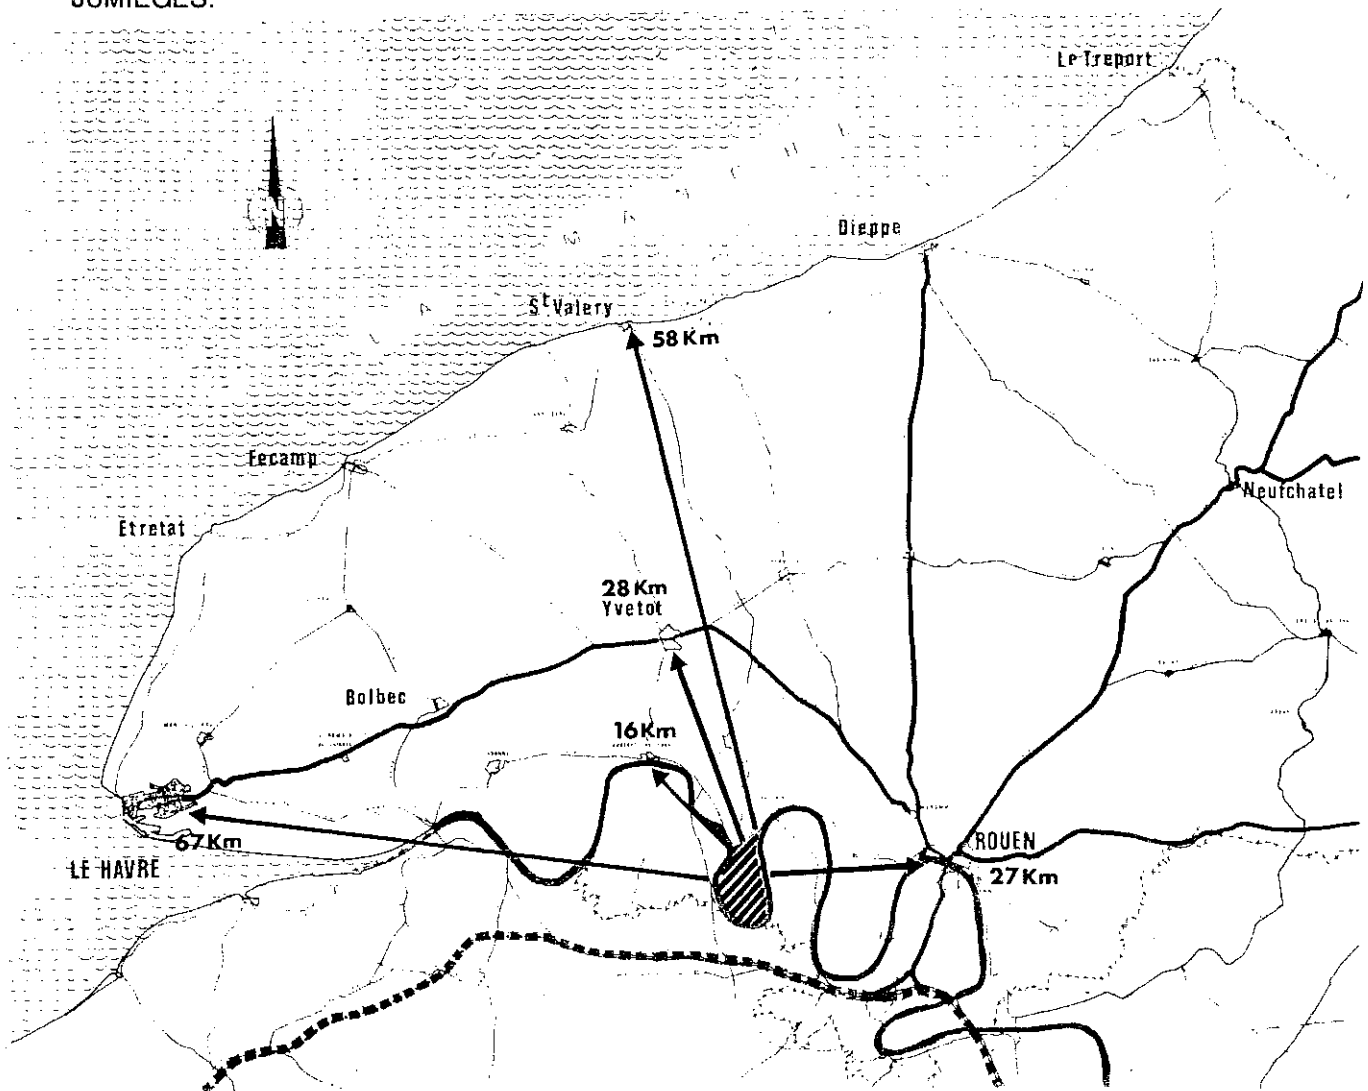 JUMIEGES.
Le Treport
Dieppe
St Valery
58 Km
Fecamp
Neufchatel
Etretat
28 Km
Yvetot
Bolbec
16 Km
67 Km
ROUEN
LE HAVRE
27 Km